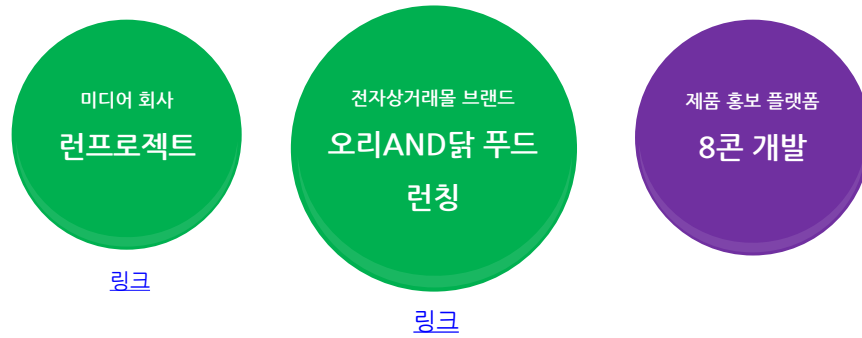 미디어 회사
런프로젝트
링크
전자상거래몰 브랜드
오리AND닭 푸드
런칭
링크
제품 홍보 플랫폼
8콘 개발